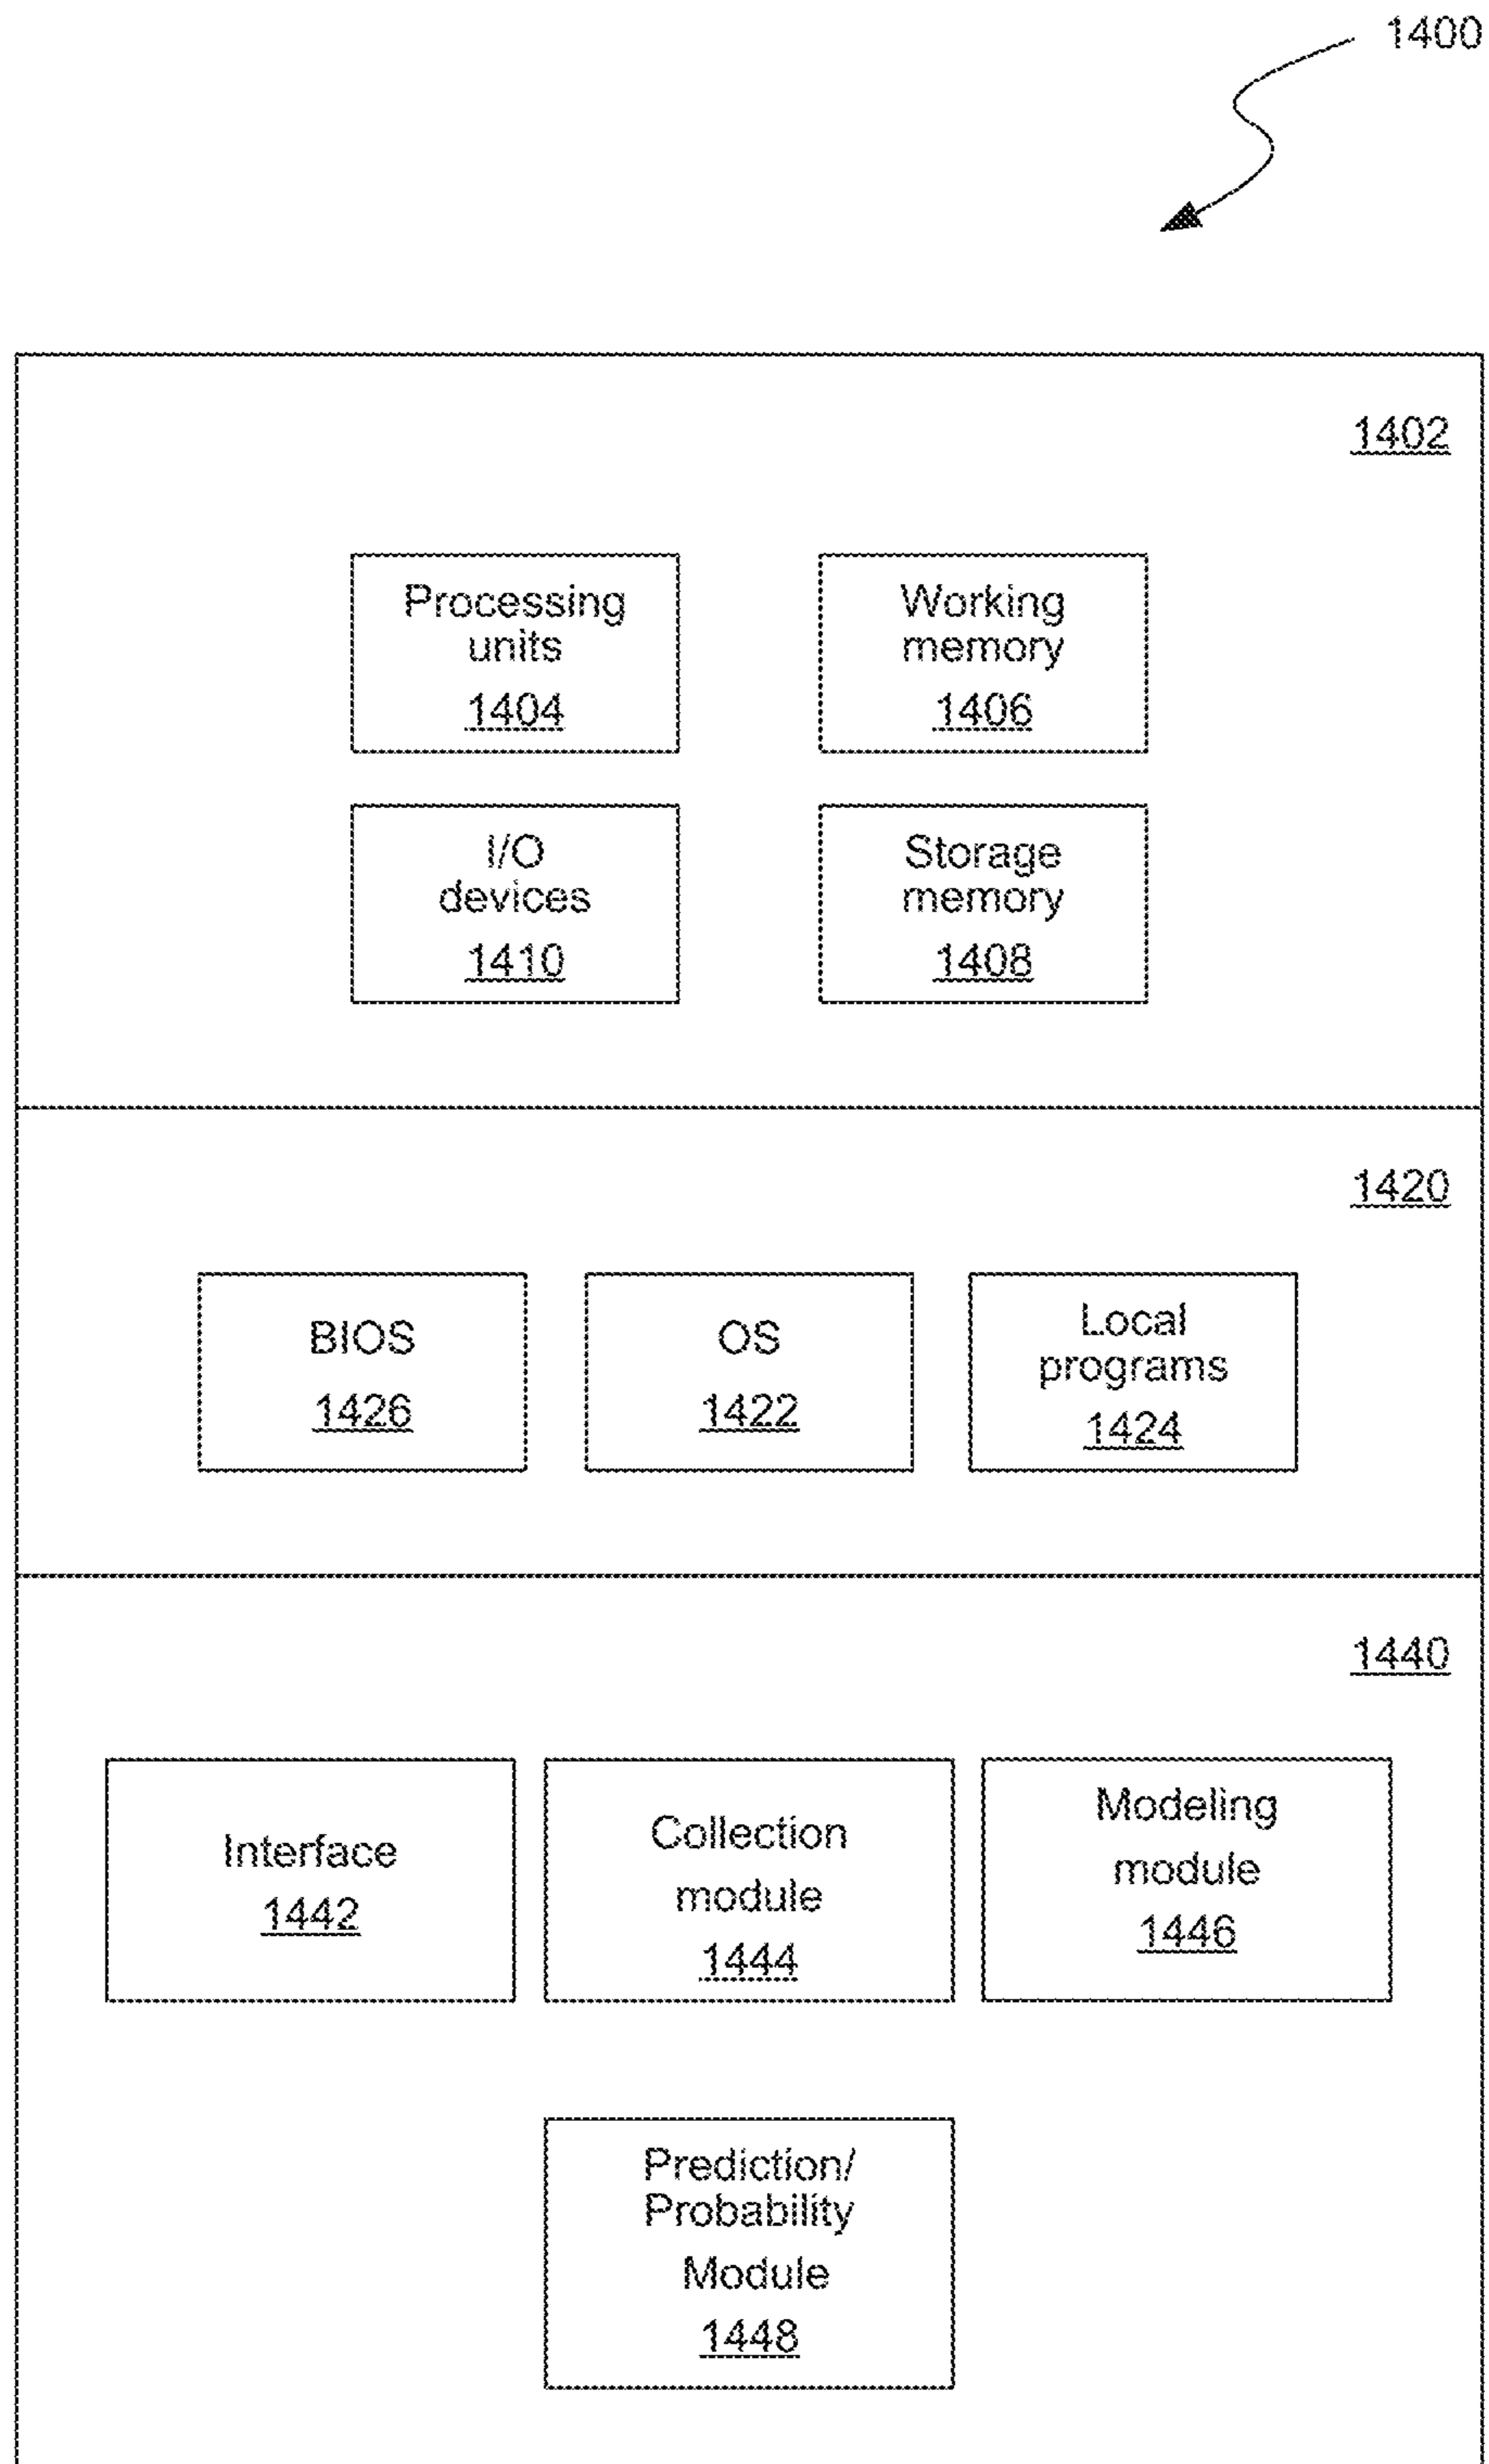 1400
1402
Processing
units
1404
Working
memory
1406
I/O
devices
1410
Storage
memory
1408
1420
BIOS
1426
OS
1422
Local
programs
1424
1440
Interface
1442
Collection
module
1444
Modeling
module
1446
Prediction/
Probability
Module
1448